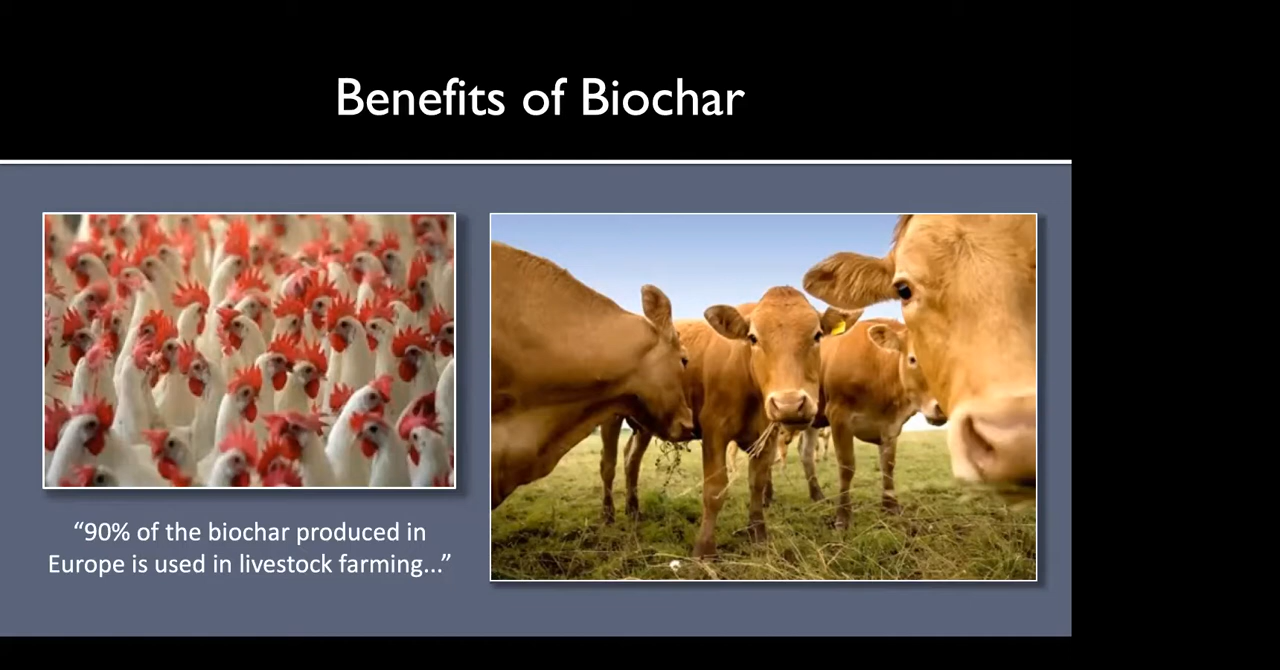 Benefits of Biochar
“90% of the biochar produced in
Europe is used in livestock farming...”